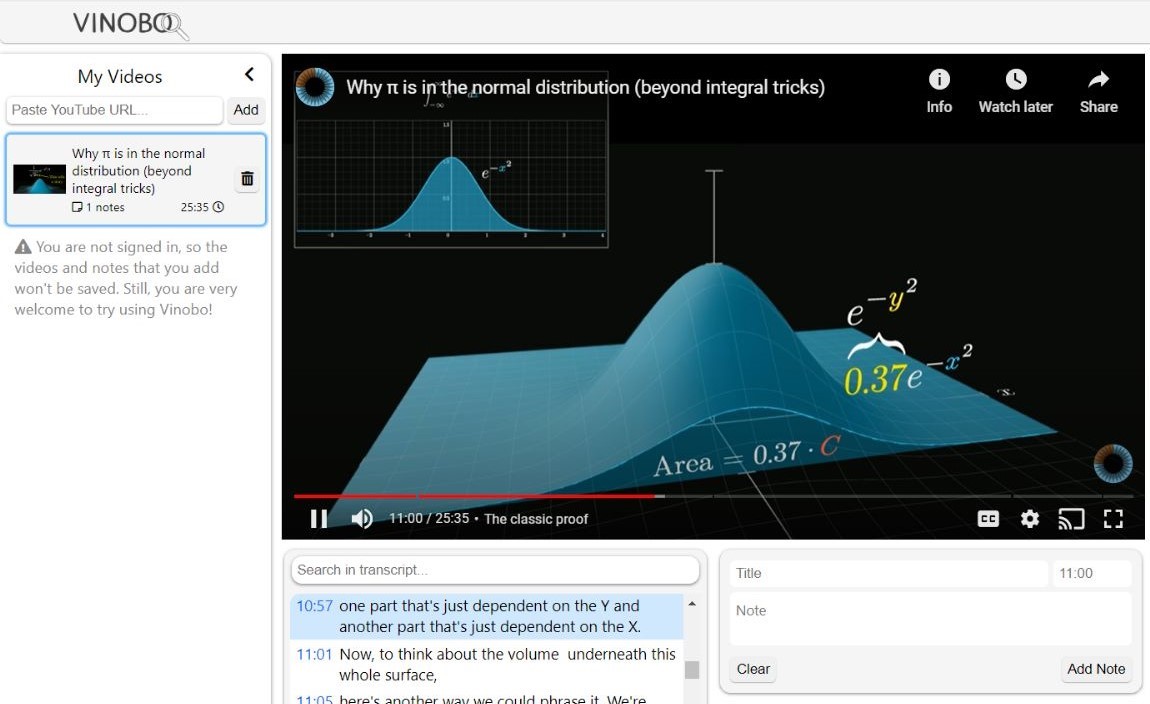 VINOBO
My Videos
Paste YouTube URL...
Add
Why π is in the normal
distribution (beyond
integral tricks)
1 notes
25:35
You are not signed in, so the
videos and notes that you add
won't be saved. Still, you are very
welcome to try using Vinobo!
Why π is in the normal distribution (beyond integral tricks)
Info
Watch later
Share
e^{-x^2}
e^{-y^2}
0.37e^{-x^2}
Area = 0.37 · C
11:00 / 25:35 • The classic proof
CC
Search in transcript...
10:57 one part that's just dependent on the Y and
another part that's just dependent on the X.
11:01 Now, to think about the volume underneath this
whole surface,
11:05 here's another way we could phrase it. We're
Title
11:00
Note
Clear
Add Note